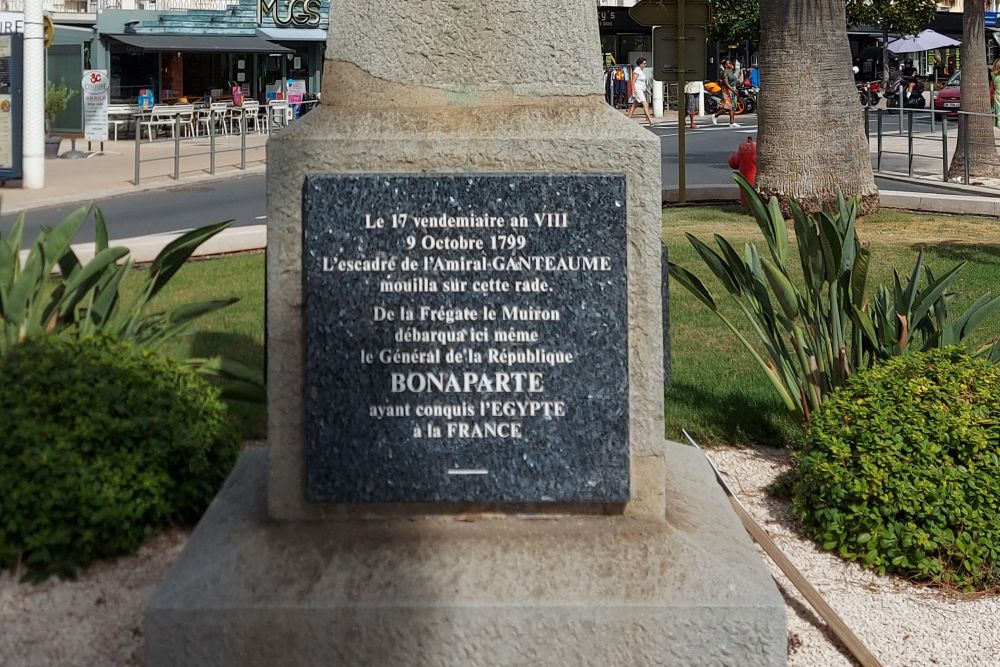 MUGS
Le 17 vendemiaire an VIII
9 Octobre 1799
L'escadré de l'Amiral GANTEAUME
mouilla sur cette rade.
De la Frégate le Muiron
débarqua ici même
le Général de la République
BONAPARTE
ayant conquis l'EGYPTE
à la FRANCE